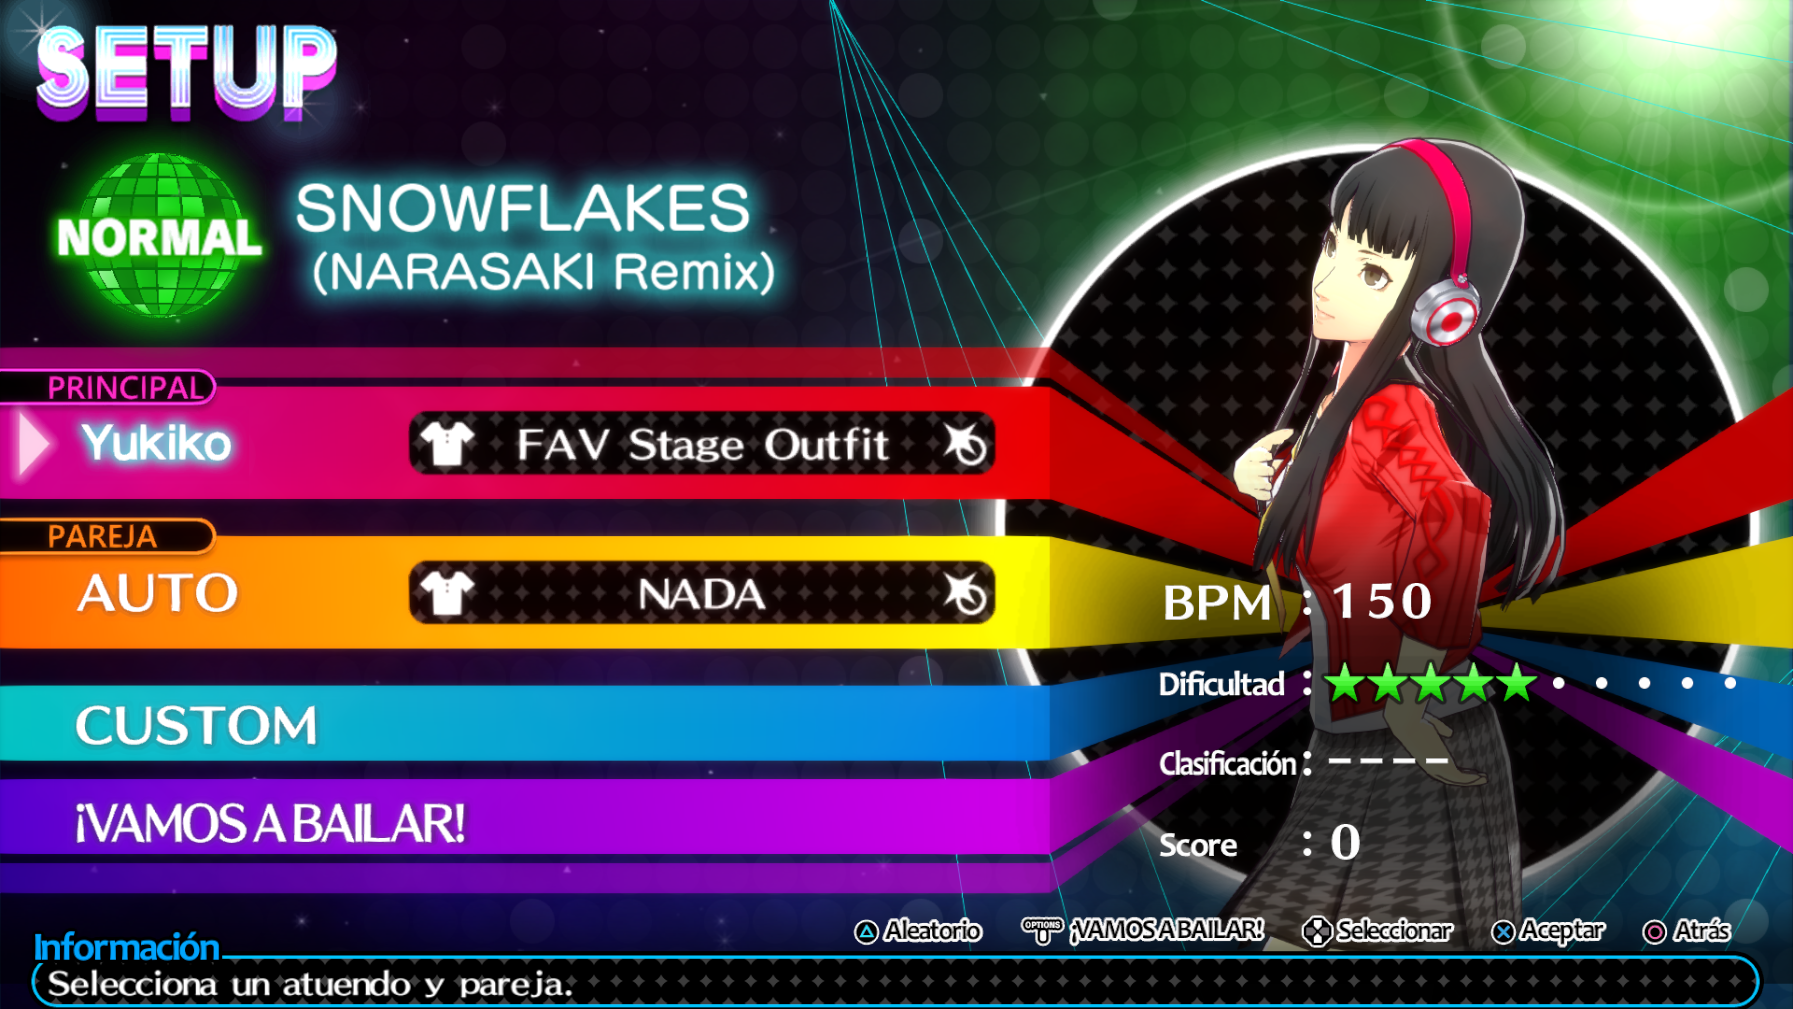 SETUP
NORMAL
SNOWFLAKES
(NARASAKI Remix)
PRINCIPAL
Yukiko
FAV Stage Outfit
PAREJA
AUTO
NADA
CUSTOM
¡VAMOS A BAILAR!
BPM : 150
Dificultad :
Clasificación : -----
Score : 0
Aleatorio
OPTIONS
¡VAMOS A BAILAR!
Seleccionar
Aceptar
Atrás
Información
Selecciona un atuendo y pareja.